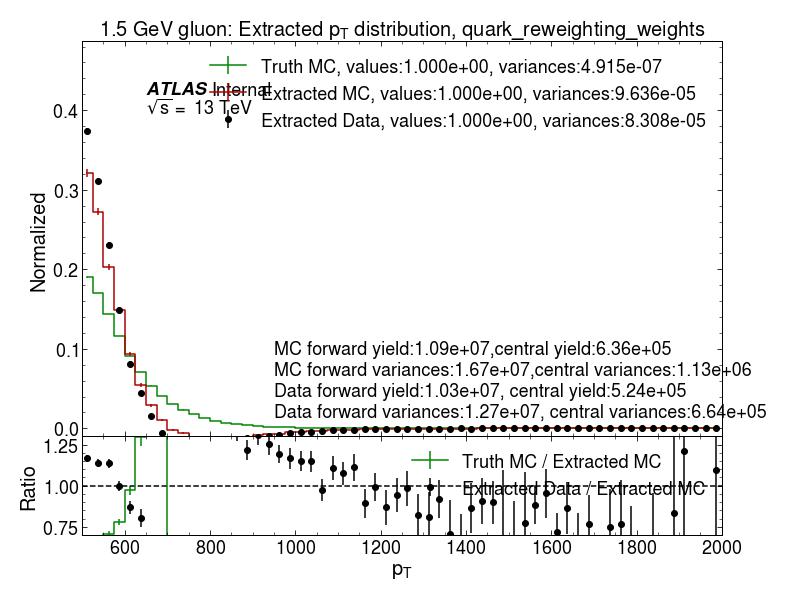 1.5 GeV gluon: Extracted pT distribution, quark_reweighting_weights
Truth MC, values:1.000e+00, variances:4.915e-07
ATLAS Internal
Extracted MC, values:1.000e+00, variances:9.636e-05
√s = 13 TeV
Extracted Data, values:1.000e+00, variances:8.308e-05
Normalized
0.4
0.3
0.2
0.1
0.0
MC forward yield:1.09e+07,central yield:6.36e+05
MC forward variances:1.67e+07,central variances:1.13e+06
Data forward yield:1.03e+07, central yield:5.24e+05
Data forward variances:1.27e+07, central variances:6.64e+05
Ratio
1.25
1.00
0.75
Truth MC / Extracted MC
Extracted Data / Extracted MC
600 800 1000 1200 1400 1600 1800 2000
pT